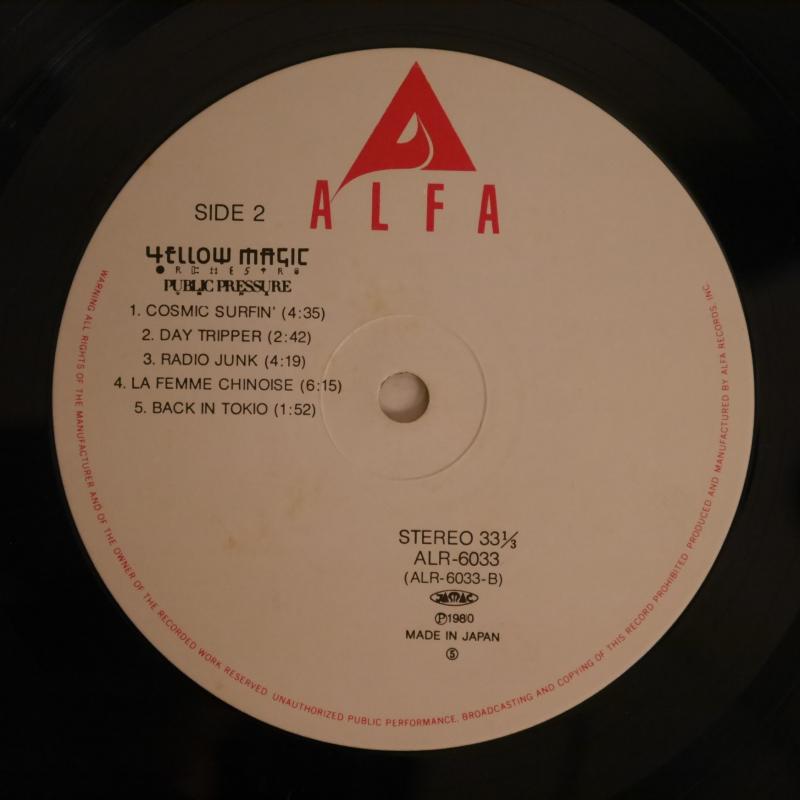 ALFA
SIDE 2
YELLOW MAGIC
ORCHESTRA
PUBLIC PRESSURE
1. COSMIC SURFIN' (4:35)
2. DAY TRIPPER (2:42)
3. RADIO JUNK (4:19)
4. LA FEMME CHINOISE (6:15)
5. BACK IN TOKIO (1:52)
STEREO 33⅓
ALR-6033
(ALR-6033-B)
JASRAC
Ⓟ1980
MADE IN JAPAN
⑤
WARNING ALL RIGHTS OF THE MANUFACTURER AND OF THE OWNER OF THE RECORDED WORK RESERVED. UNAUTHORIZED PUBLIC PERFORMANCE, BROADCASTING AND COPYING OF THIS RECORD PROHIBITED PRODUCED AND MANUFACTURED BY ALFA RECORDS, INC.